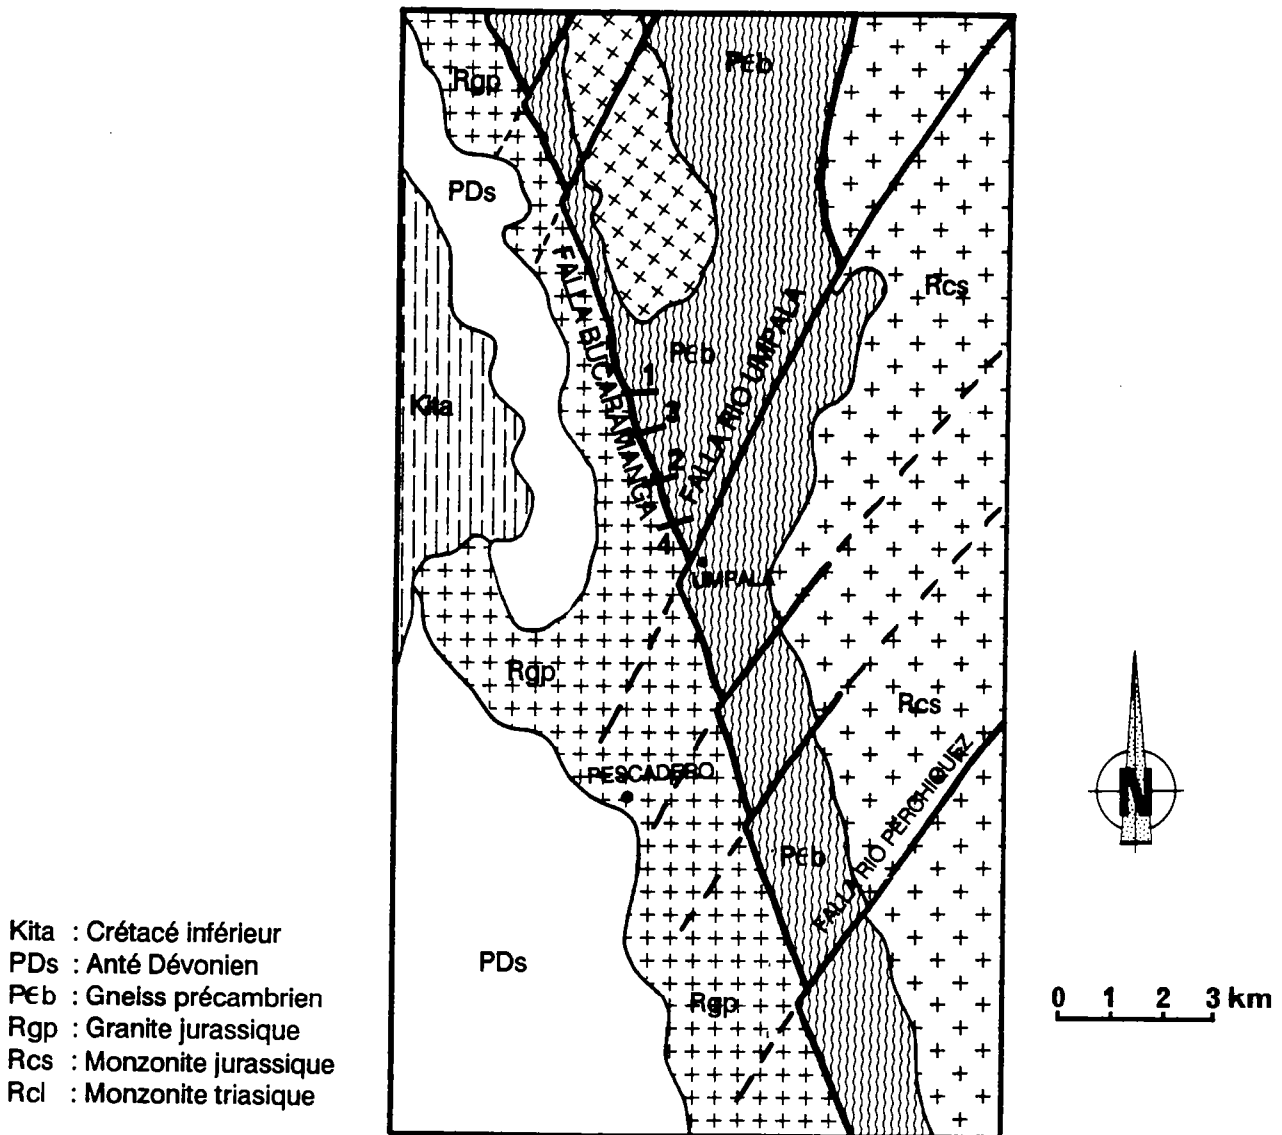 PЄb
Rgp
PDs
Rcs
FALLA BUCARAMANGA
FALLA RIO UMPALA
PЄb
1
Kita
3
2
4
UMPALA
Rgp
Rcs
PESCADERO
FALLA RIO PERCHIQUEZ
N
PЄb
Kita : Crétacé inférieur
PDs : Anté Dévonien
PЄb : Gneiss précambrien
Rgp : Granite jurassique
Rcs : Monzonite jurassique
Rcl : Monzonite triasique
PDs
Rgp
0 1 2 3 km